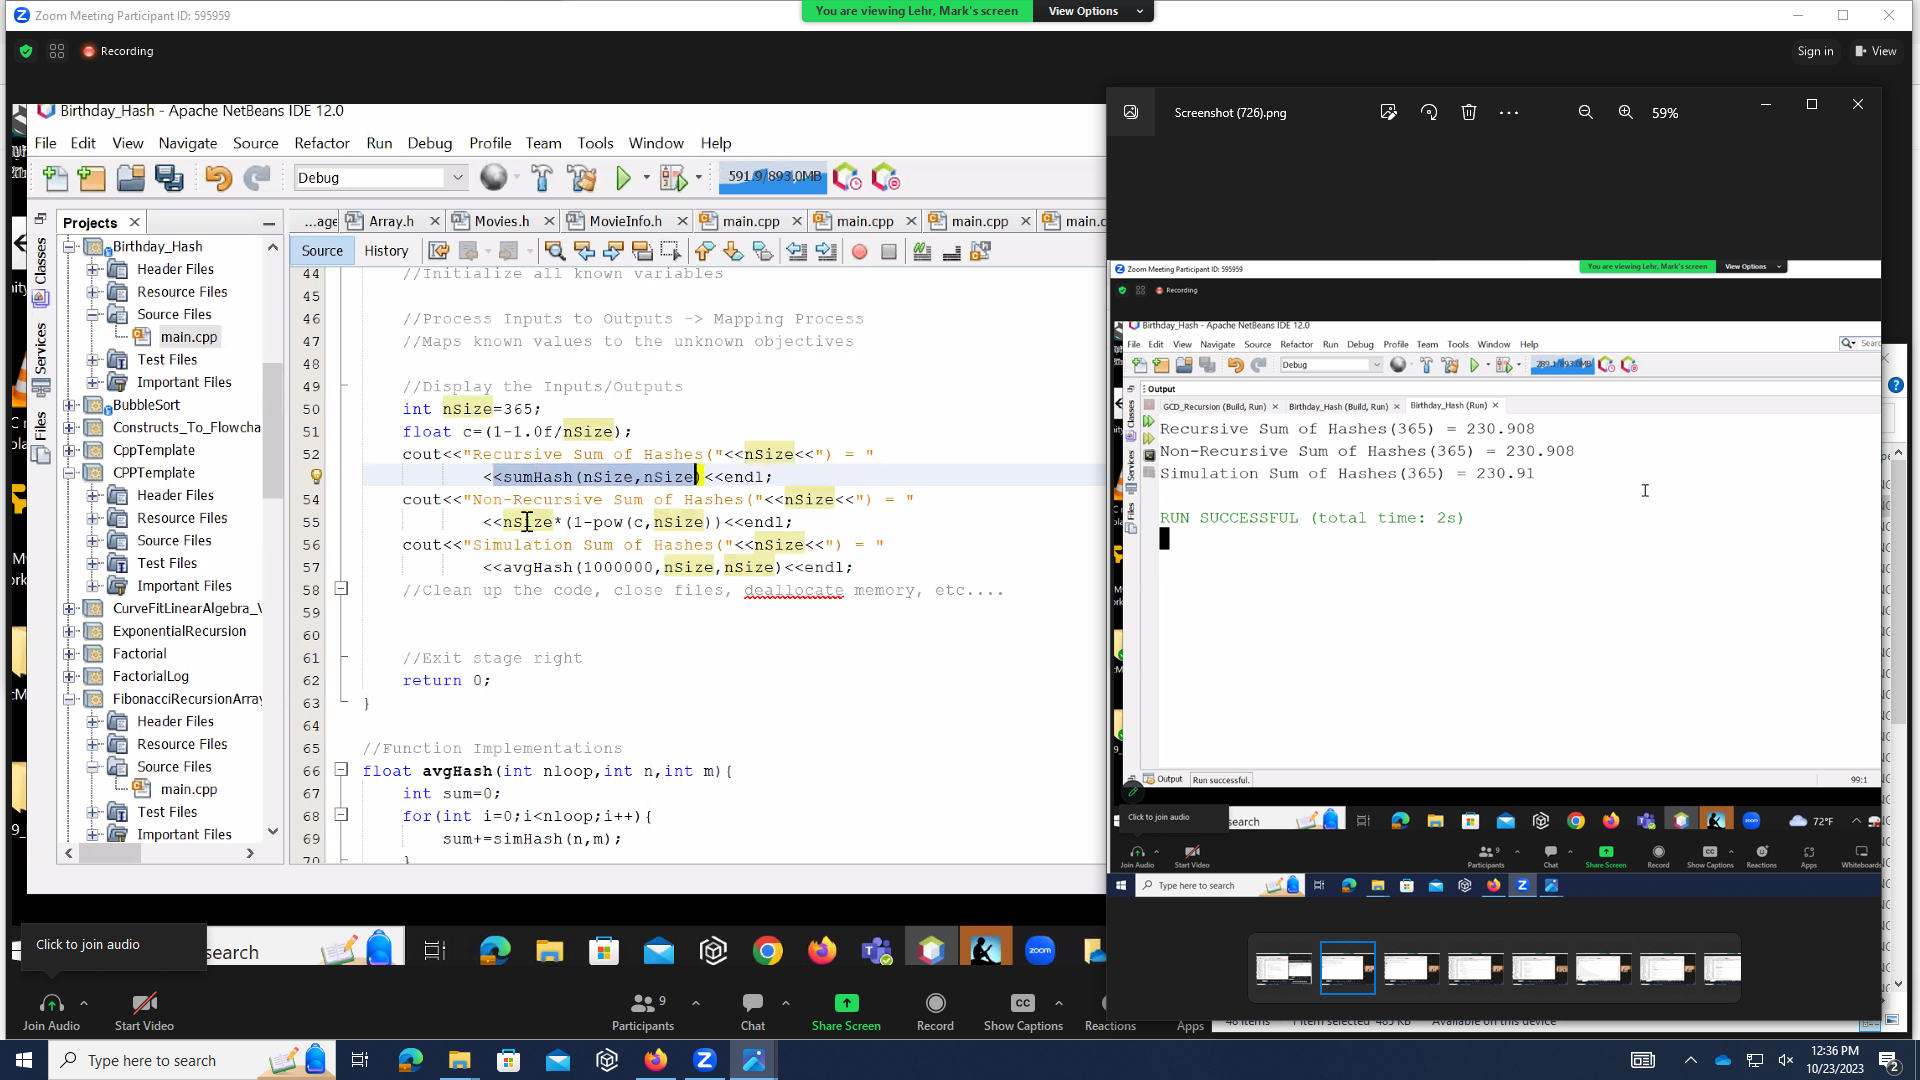 Zoom Meeting Participant ID: 595959
You are viewing Lehr, Mark's screen
View Options
Recording
Sign in
View
Birthday_Hash - Apache NetBeans IDE 12.0
File Edit View Navigate Source Refactor Run Debug Profile Team Tools Window Help
Debug
591.9/893.0MB
Projects
...age Array.h Movies.h MovieInfo.h main.cpp main.cpp main.cpp main.c
Source History
Classes
Services
Files
Birthday_Hash
Header Files
Resource Files
Source Files
main.cpp
Test Files
Important Files
BubbleSort
Constructs_To_Flowcha
CppTemplate
CPPTemplate
Header Files
Resource Files
Source Files
Test Files
Important Files
CurveFitLinearAlgebra_V
ExponentialRecursion
Factorial
FactorialLog
FibonacciRecursionArray
Header Files
Resource Files
Source Files
main.cpp
Test Files
Important Files
44 //Initialize all known variables
45
46 //Process Inputs to Outputs -> Mapping Process
47 //Maps known values to the unknown objectives
48
49 //Display the Inputs/Outputs
50 int nSize=365;
51 float c=(1-1.0f/nSize);
52 cout<<"Recursive Sum of Hashes("<<nSize<<") = "
<<sumHash(nSize,nSize)<<endl;
54 cout<<"Non-Recursive Sum of Hashes("<<nSize<<") = "
55 <<nSize*(1-pow(c,nSize))<<endl;
56 cout<<"Simulation Sum of Hashes("<<nSize<<") = "
57 <<avgHash(1000000,nSize,nSize)<<endl;
58 //Clean up the code, close files, deallocate memory, etc....
59
60
61 //Exit stage right
62 return 0;
63 }
64
65 //Function Implementations
66 float avgHash(int nloop,int n,int m){
67 int sum=0;
68 for(int i=0;i<nloop;i++){
69 sum+=simHash(n,m);
70 }
Screenshot (726).png
59%
Zoom Meeting Participant ID: 595959
You are viewing Lehr, Mark's screen
View Options
Recording
Birthday_Hash - Apache NetBeans IDE 12.0
File Edit View Navigate Source Refactor Run Debug Profile Team Tools Window Help
Debug
289.1/893.0MB
Output
GCD_Recursion (Build, Run) Birthday_Hash (Build, Run) Birthday_Hash (Run)
Classes
Services
Files
Recursive Sum of Hashes(365) = 230.908
Non-Recursive Sum of Hashes(365) = 230.908
Simulation Sum of Hashes(365) = 230.91
RUN SUCCESSFUL (total time: 2s)
Output
Run successful.
99:1
Click to join audio
earch
72°F
Join Audio Start Video Participants 9 Chat Share Screen Record Show Captions Reactions Apps Whiteboards
Type here to search
Click to join audio
search
zoom
Join Audio Start Video Participants 9 Chat Share Screen Record Show Captions Reactions Apps
48 items 1 item selected 485 KB Available on this device
Type here to search
12:36 PM
10/23/2023
2